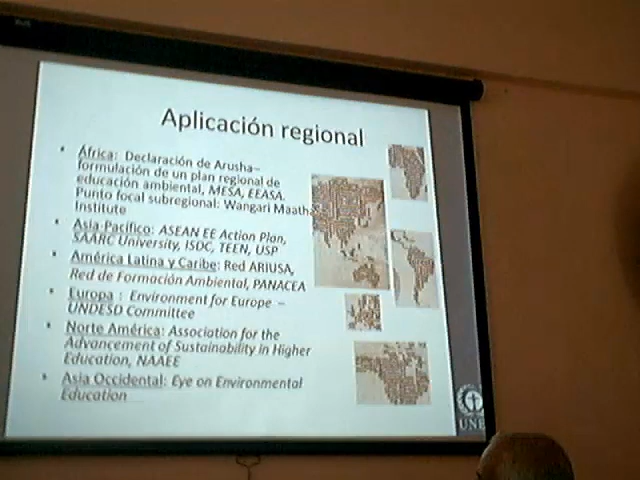 Aplicación regional
• África: Declaración de Arusha–
formulación de un plan regional de
educación ambiental, MESA, EEASA.
Punto focal subregional: Wangari Maatha
Institute
• Asia-Pacífico: ASEAN EE Action Plan,
SAARC University, ISDC, TEEN, USP
• América Latina y Caribe: Red ARIUSA,
Red de Formación Ambiental, PANACEA
• Europa : Environment for Europe –
UNDESD Committee
• Norte América: Association for the
Advancement of Sustainability in Higher
Education, NAAEE
• Asia Occidental: Eye on Environmental
Education
UNE